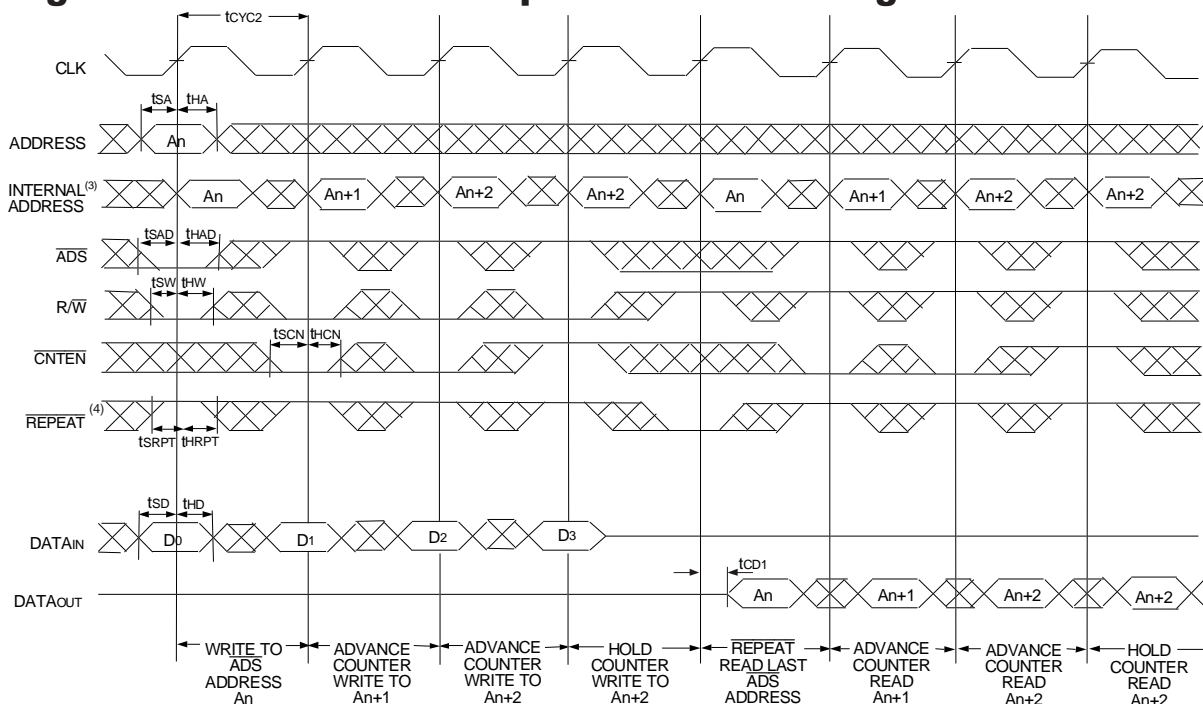 tCYC2
CLK
tSA tHA
ADDRESS An
INTERNAL(3) ADDRESS An An+1 An+2 An+2 An An+1 An+2 An+2
tSAD tHAD
ADS
tSW tHW
R/W
tSCN tHCN
CNTEN
REPEAT (4)
tSRPT tHRPT
tSD tHD
DATAIN D0 D1 D2 D3
tCD1
DATAOUT An An+1 An+2 An+2
WRITE TO ADS ADDRESS An
ADVANCE COUNTER WRITE TO An+1
ADVANCE COUNTER WRITE TO An+2
HOLD COUNTER WRITE TO An+2
REPEAT READ LAST ADS ADDRESS An
ADVANCE COUNTER READ An+1
ADVANCE COUNTER READ An+2
HOLD COUNTER READ An+2